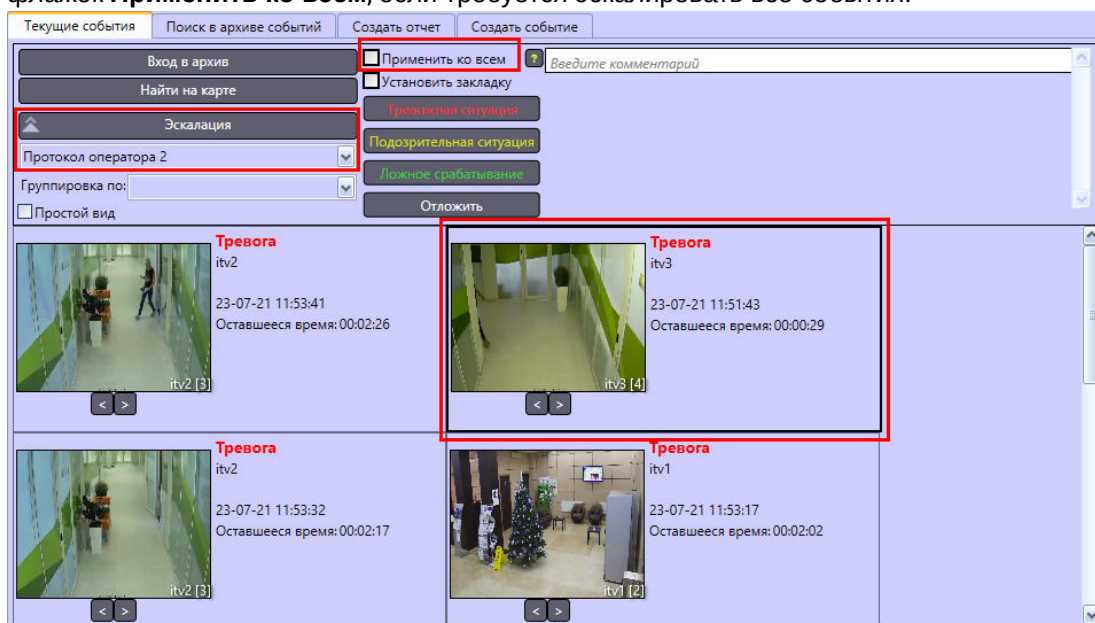 флажок Применить ко всем, если требуется эскалировать все события.
Текущие события Поиск в архиве событий Создать отчет Создать событие
Вход в архив Применить ко всем ? Введите комментарий
Найти на карте Установить закладку
Тревожная ситуация
Эскалация
Подозрительная ситуация
Протокол оператора 2
Ложное срабатывание
Группировка по:
Отложить
Простой вид
Тревога
itv2
23-07-21 11:53:41
Оставшееся время: 00:02:26
itv2 [3]
< >
Тревога
itv3
23-07-21 11:51:43
Оставшееся время: 00:00:29
itv3 [4]
< >
Тревога
itv2
23-07-21 11:53:32
Оставшееся время: 00:02:17
itv2 [3]
< >
Тревога
itv1
23-07-21 11:53:17
Оставшееся время: 00:02:02
itv1 [2]
< >